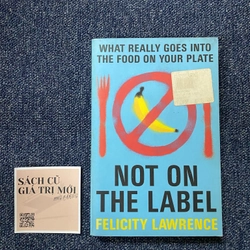 WHAT REALLY GOES INTO
THE FOOD ON YOUR PLATE
NOT ON
THE LABEL
FELICITY LAWRENCE
SÁCH CŨ
GIÁ TRỊ MỚI